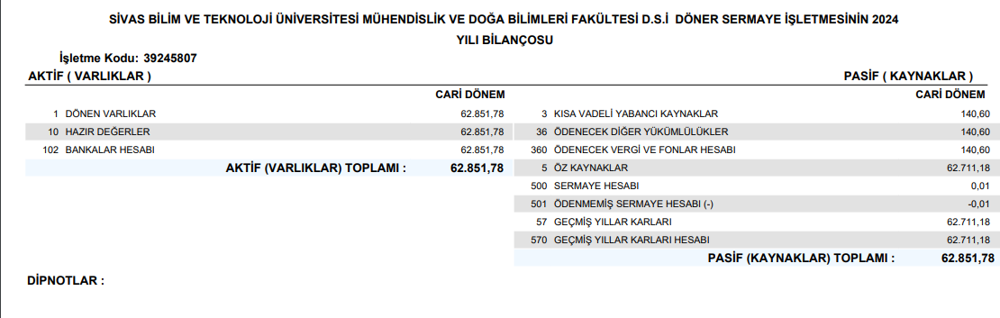 SİVAS BİLİM VE TEKNOLOJİ ÜNİVERSİTESİ MÜHENDİSLİK VE DOĞA BİLİMLERİ FAKÜLTESİ D.S.İ DÖNER SERMAYE İŞLETMESİNİN 2024
YILI BİLANÇOSU
İşletme Kodu: 39245807
AKTİF ( VARLIKLAR )
CARİ DÖNEM
1 DÖNEN VARLIKLAR 62.851,78
10 HAZIR DEĞERLER 62.851,78
102 BANKALAR HESABI 62.851,78
AKTİF (VARLIKLAR) TOPLAMI : 62.851,78
PASİF ( KAYNAKLAR )
CARİ DÖNEM
3 KISA VADELİ YABANCI KAYNAKLAR 140,60
36 ÖDENECEK DİĞER YÜKÜMLÜLÜKLER 140,60
360 ÖDENECEK VERGİ VE FONLAR HESABI 140,60
5 ÖZ KAYNAKLAR 62.711,18
500 SERMAYE HESABI 0,01
501 ÖDENMEMİŞ SERMAYE HESABI (-) -0,01
57 GEÇMİŞ YILLAR KARLARI 62.711,18
570 GEÇMİŞ YILLAR KARLARI HESABI 62.711,18
PASİF (KAYNAKLAR) TOPLAMI : 62.851,78
DİPNOTLAR :